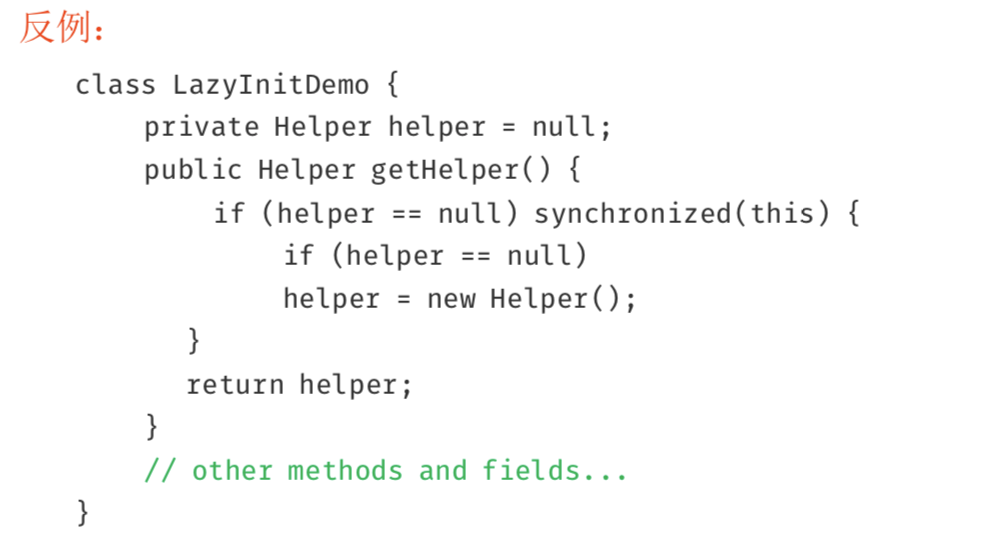 反例：
class LazyInitDemo {
private Helper helper = null;
public Helper getHelper() {
if (helper == null) synchronized(this) {
if (helper == null)
helper = new Helper();
}
return helper;
}
// other methods and fields...
}